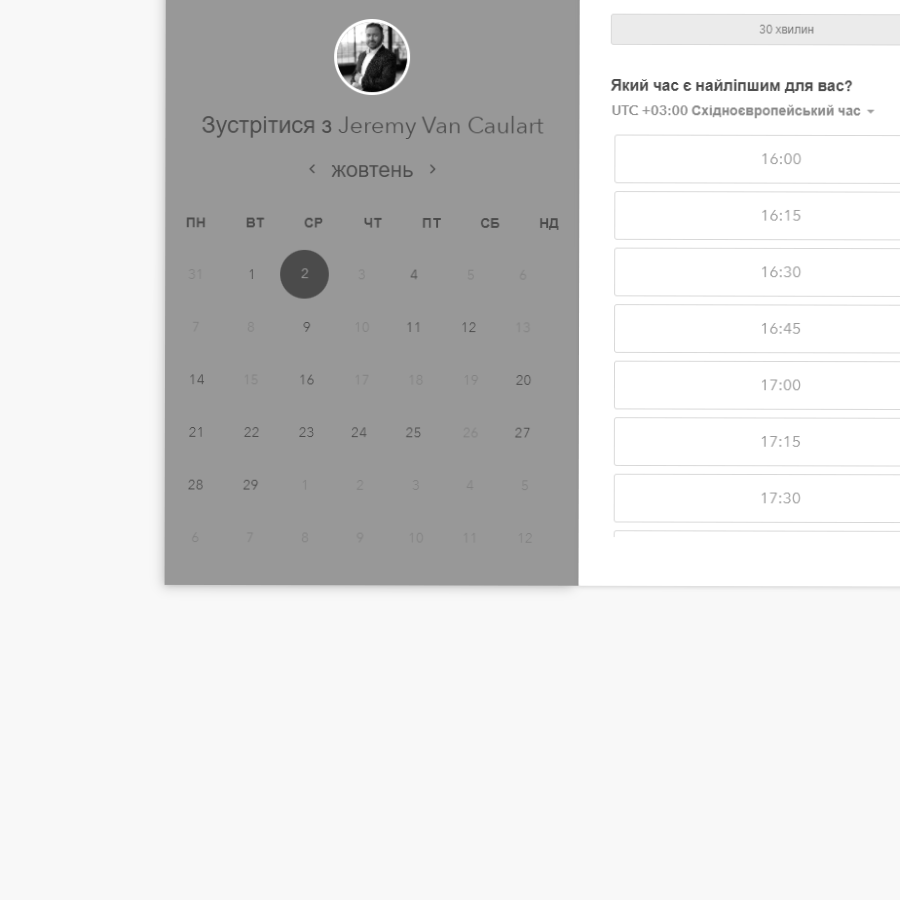 Зустрітися з Jeremy Van Caulart
жовтень
ПН ВТ СР ЧТ ПТ СБ НД
31 1 2 3 4 5 6
7 8 9 10 11 12 13
14 15 16 17 18 19 20
21 22 23 24 25 26 27
28 29 1 2 3 4 5
6 7 8 9 10 11 12
30 хвилин
Який час є найліпшим для вас?
UTC +03:00 Східноєвропейський час
16:00
16:15
16:30
16:45
17:00
17:15
17:30